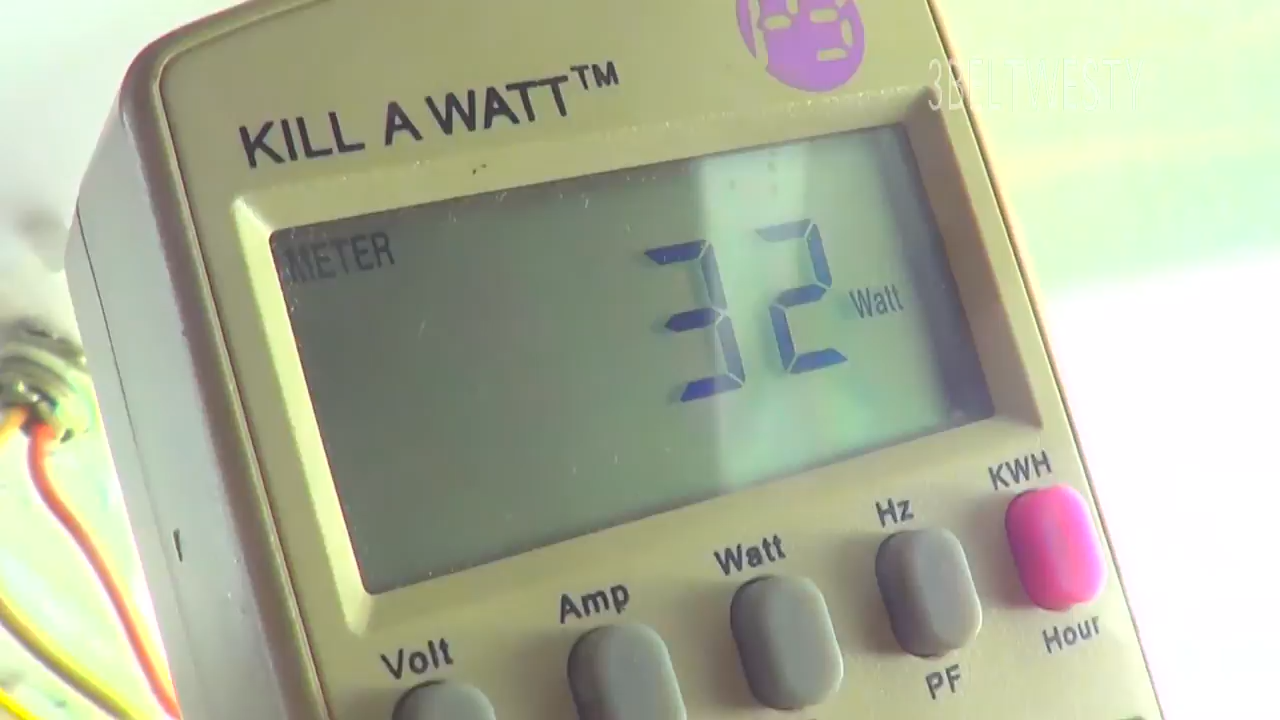 3BELTWESTY
KILL A WATT™
METER
32 Watt
KWH
Hz
Watt
Amp
Volt
Hour
PF